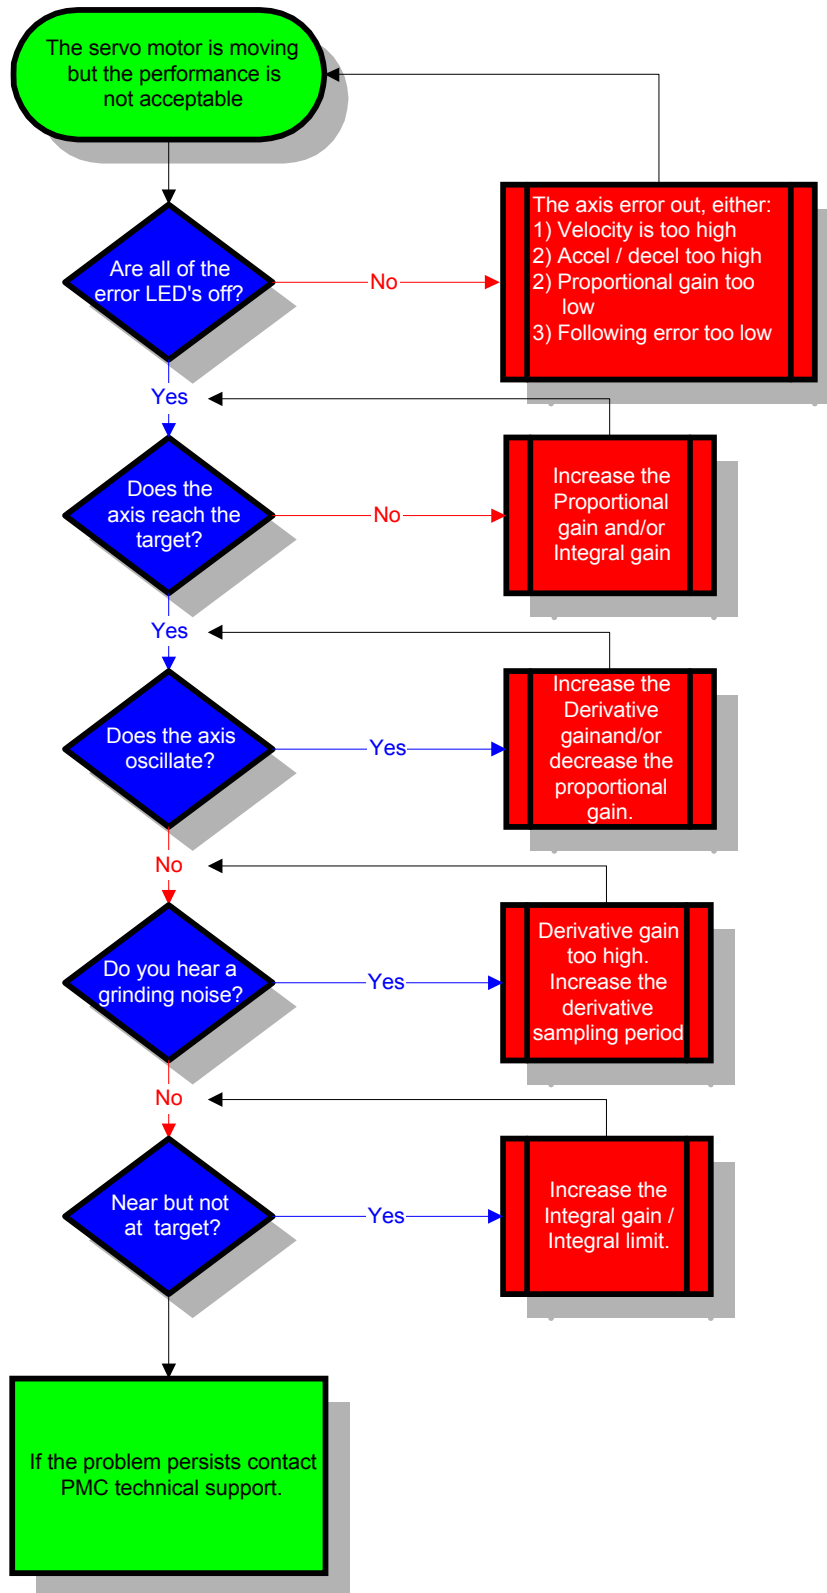 The servo motor is moving
but the performance is
not acceptable
Are all of the
error LED's off?
No
The axis error out, either:
1) Velocity is too high
2) Accel / decel too high
2) Proportional gain too
low
3) Following error too low
Yes
Does the
axis reach the
target?
No
Increase the
Proportional
gain and/or
Integral gain
Yes
Does the axis
oscillate?
Yes
Increase the
Derivative
gainand/or
decrease the
proportional
gain.
No
Do you hear a
grinding noise?
Yes
Derivative gain
too high.
Increase the
derivative
sampling period
No
Near but not
at target?
Yes
Increase the
Integral gain /
Integral limit.
If the problem persists contact
PMC technical support.